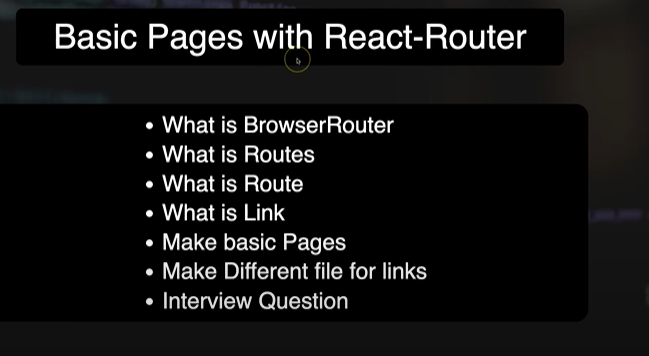 Basic Pages with React-Router
• What is BrowserRouter
• What is Routes
• What is Route
• What is Link
• Make basic Pages
• Make Different file for links
• Interview Question